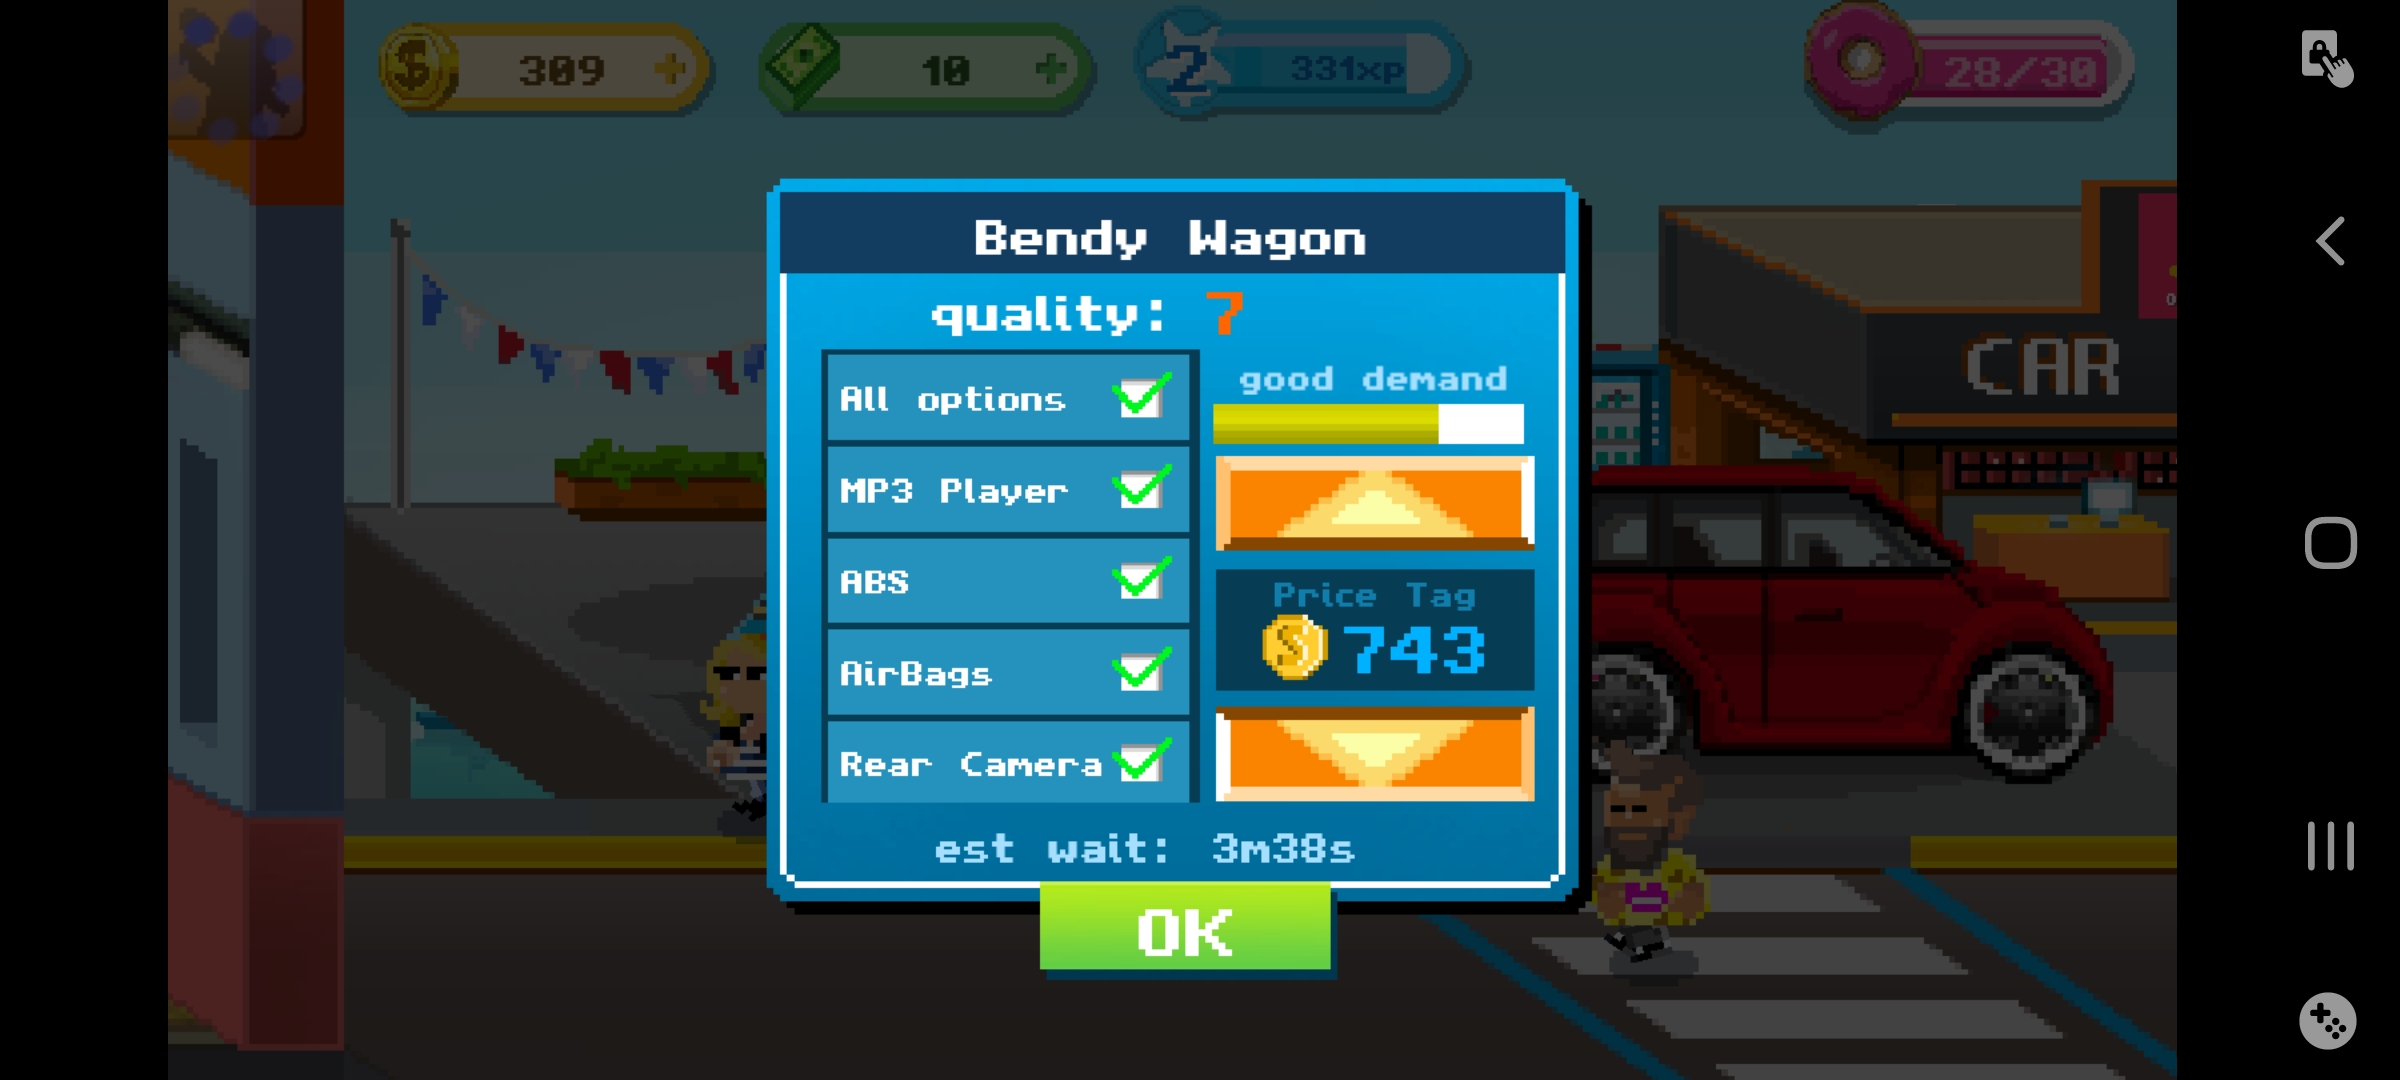 309
10
2
331xp
28/30
Bendy Wagon
quality: 7
All options
MP3 Player
ABS
AirBags
Rear Camera
good demand
Price Tag
743
est wait: 3m38s
OK
CAR